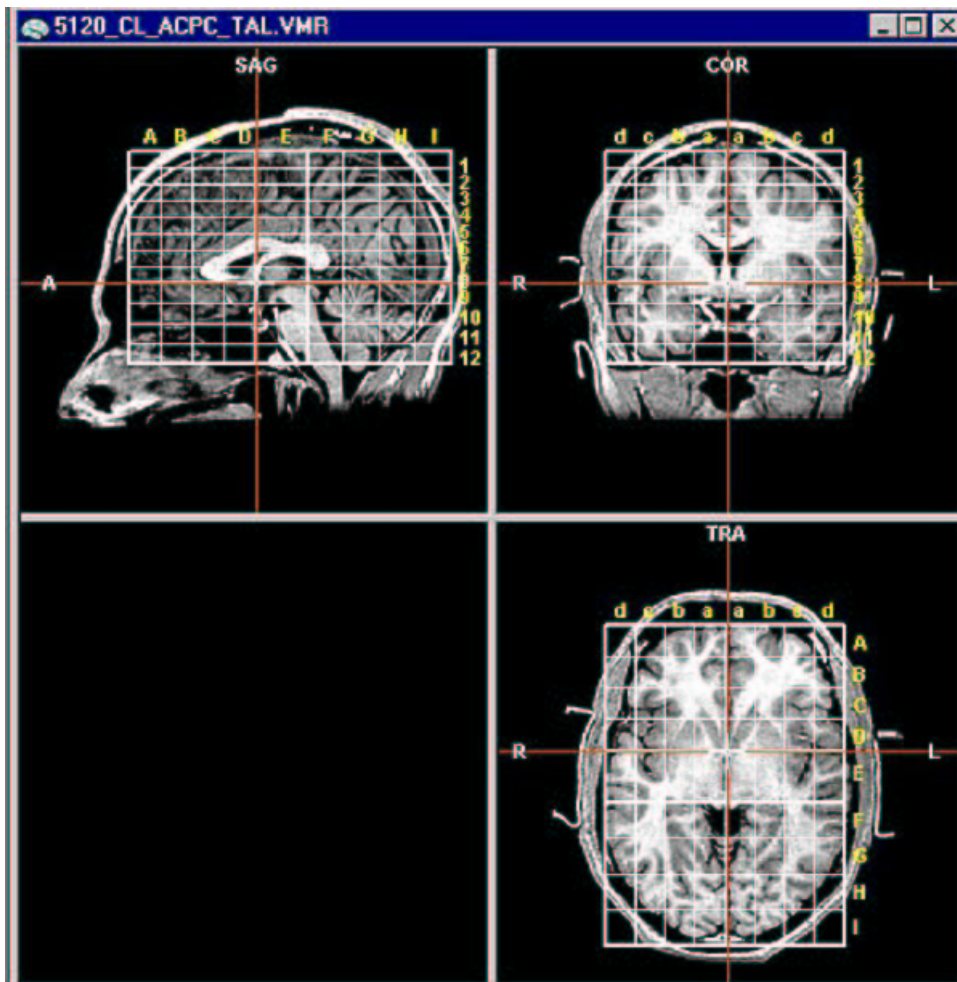 5120_CL_ACPC_TAL.VMR
SAG
A B C D E F G H I
1
2
3
4
5
6
7
8
9
10
11
12
A
COR
d c b a a b c d
1
2
3
4
5
6
7
8
9
10
11
12
R L
TRA
d c b a a b c d
A
B
C
D
E
F
G
H
I
R L